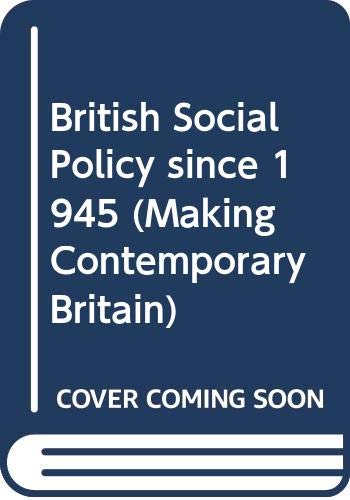 British Social
Policy since 1
945 (Making
Contemporary
Britain)
COVER COMING SOON